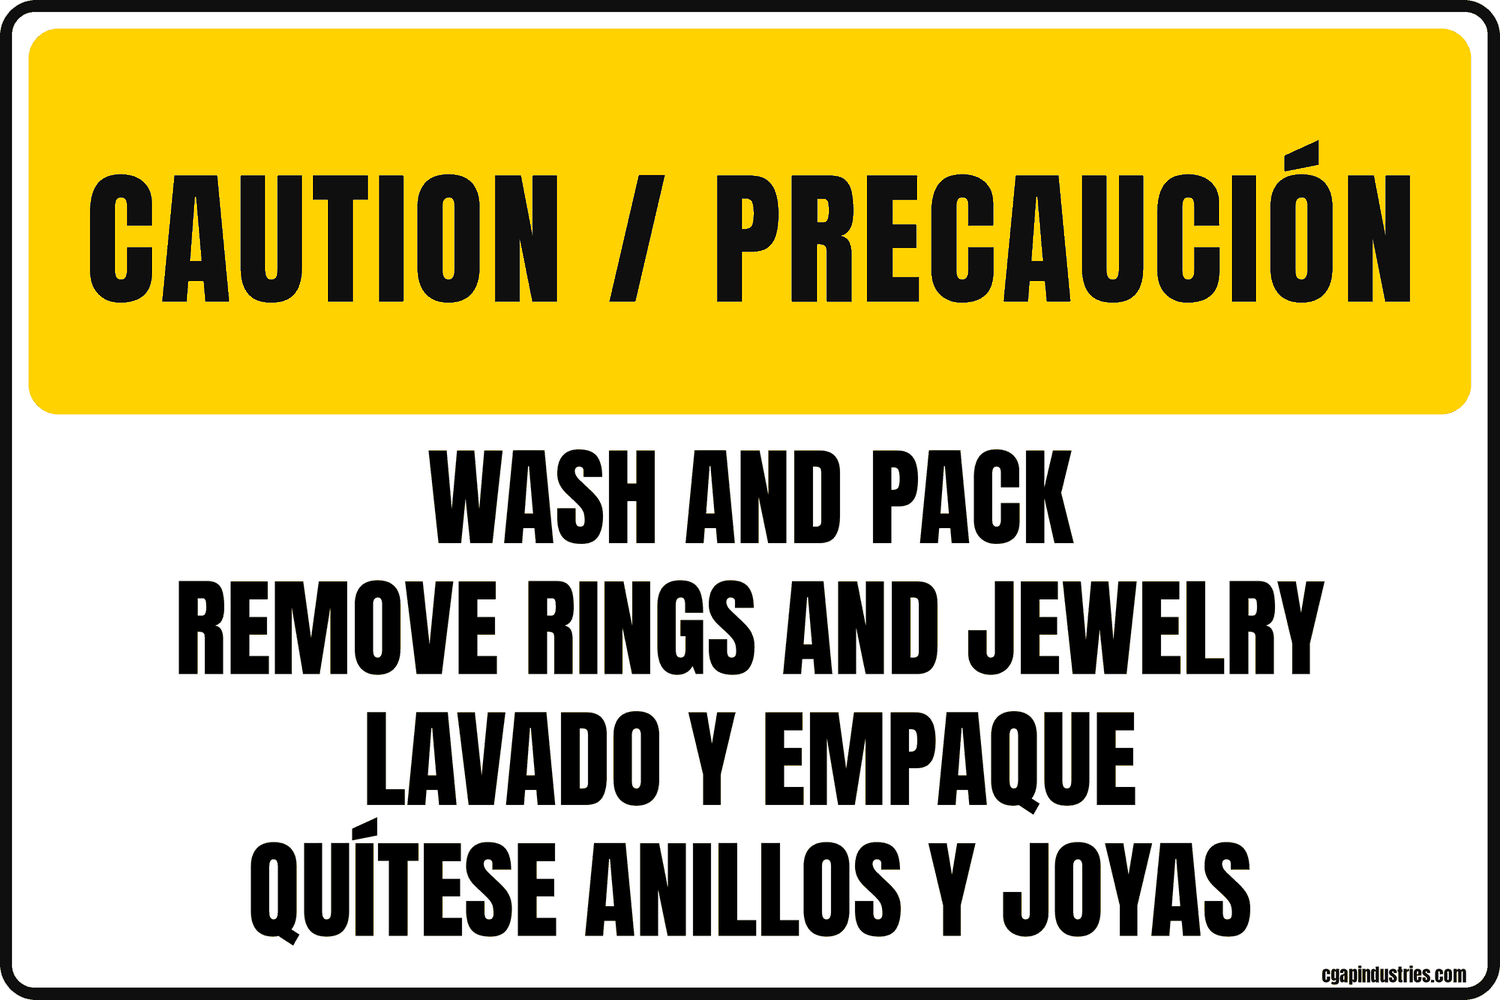 CAUTION / PRECAUCIÓN
WASH AND PACK
REMOVE RINGS AND JEWELRY
LAVADO Y EMPAQUE
QUÍTESE ANILLOS Y JOYAS
cgapindustries.com